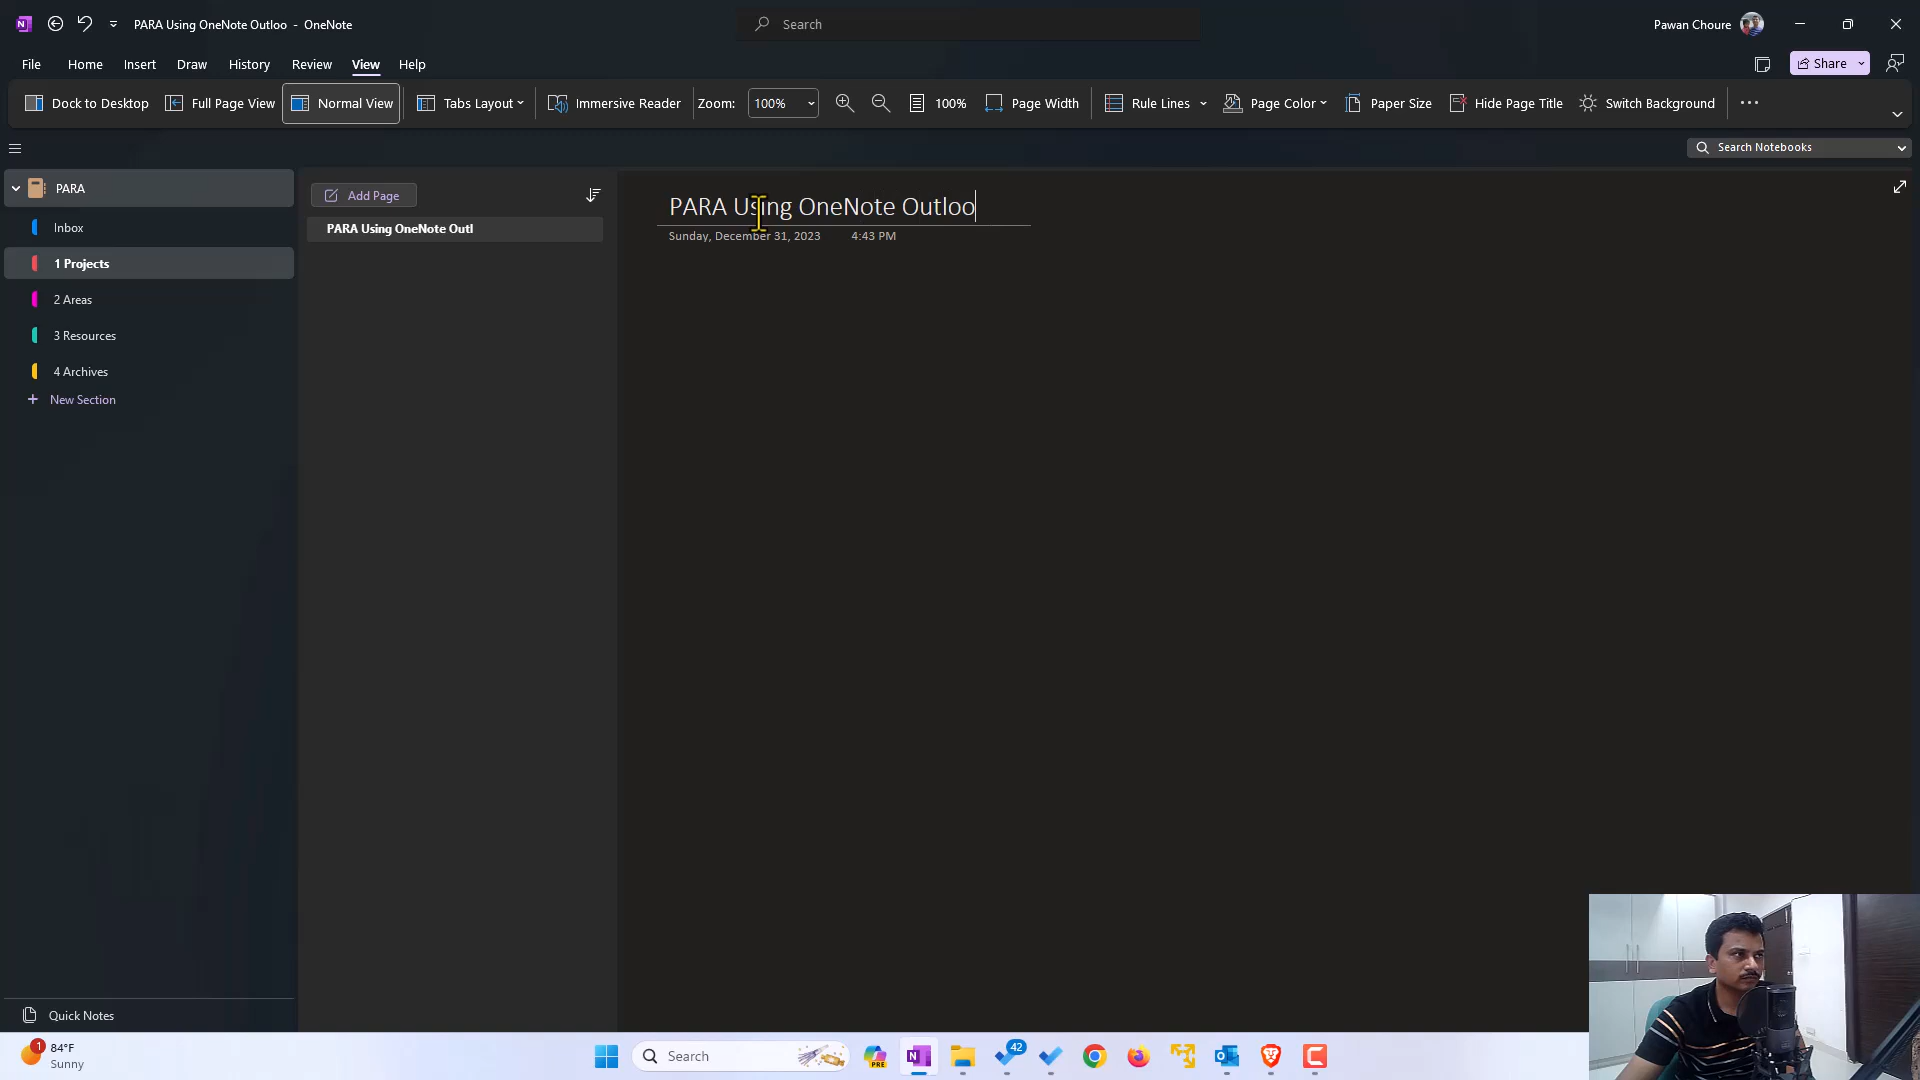 PARA Using OneNote Outloo - OneNote
Search
Pawan Choure
File Home Insert Draw History Review View Help
Share
Dock to Desktop Full Page View Normal View Tabs Layout Immersive Reader Zoom: 100% 100% Page Width Rule Lines Page Color Paper Size Hide Page Title Switch Background
Search Notebooks
PARA
Inbox
1 Projects
2 Areas
3 Resources
4 Archives
+ New Section
Quick Notes
Add Page
PARA Using OneNote Outl
PARA Using OneNote Outloo
Sunday, December 31, 2023 4:43 PM
1
84°F
Sunny
Search
PRE
42